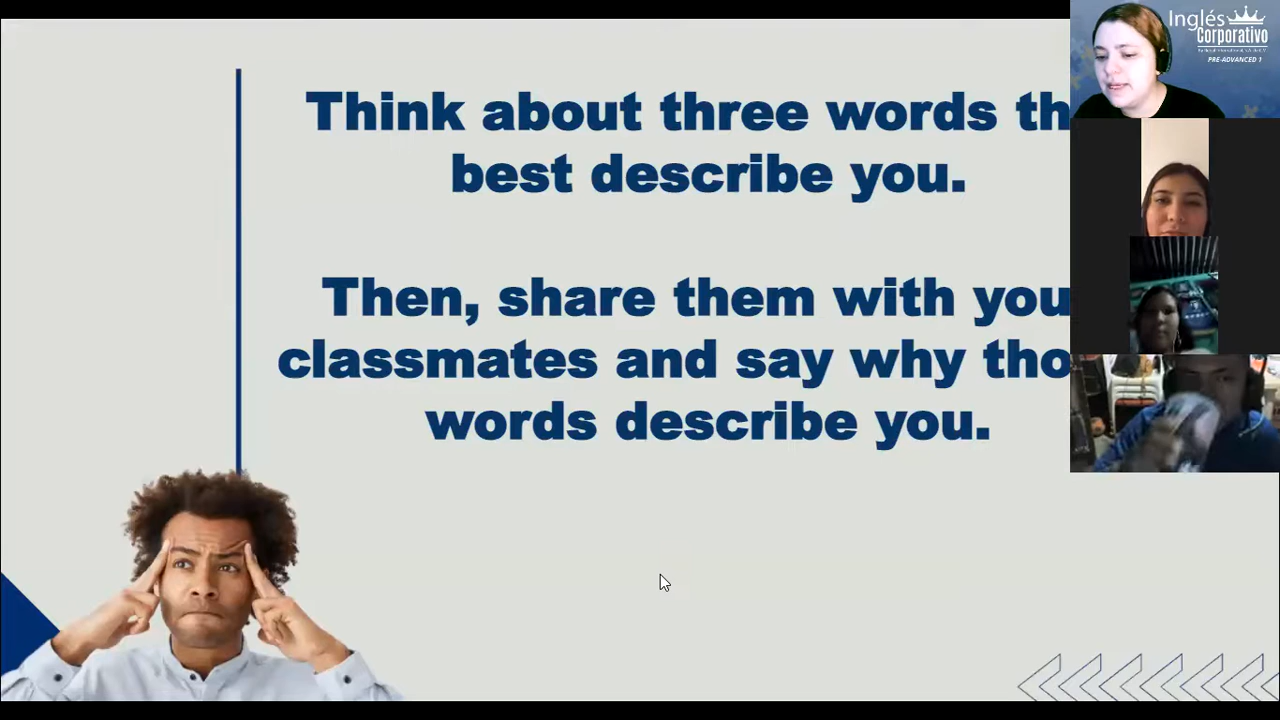 Think about three words th
best describe you.
Then, share them with you
classmates and say why tho
words describe you.
Inglés
Corporativo
PRE-ADVANCED 1